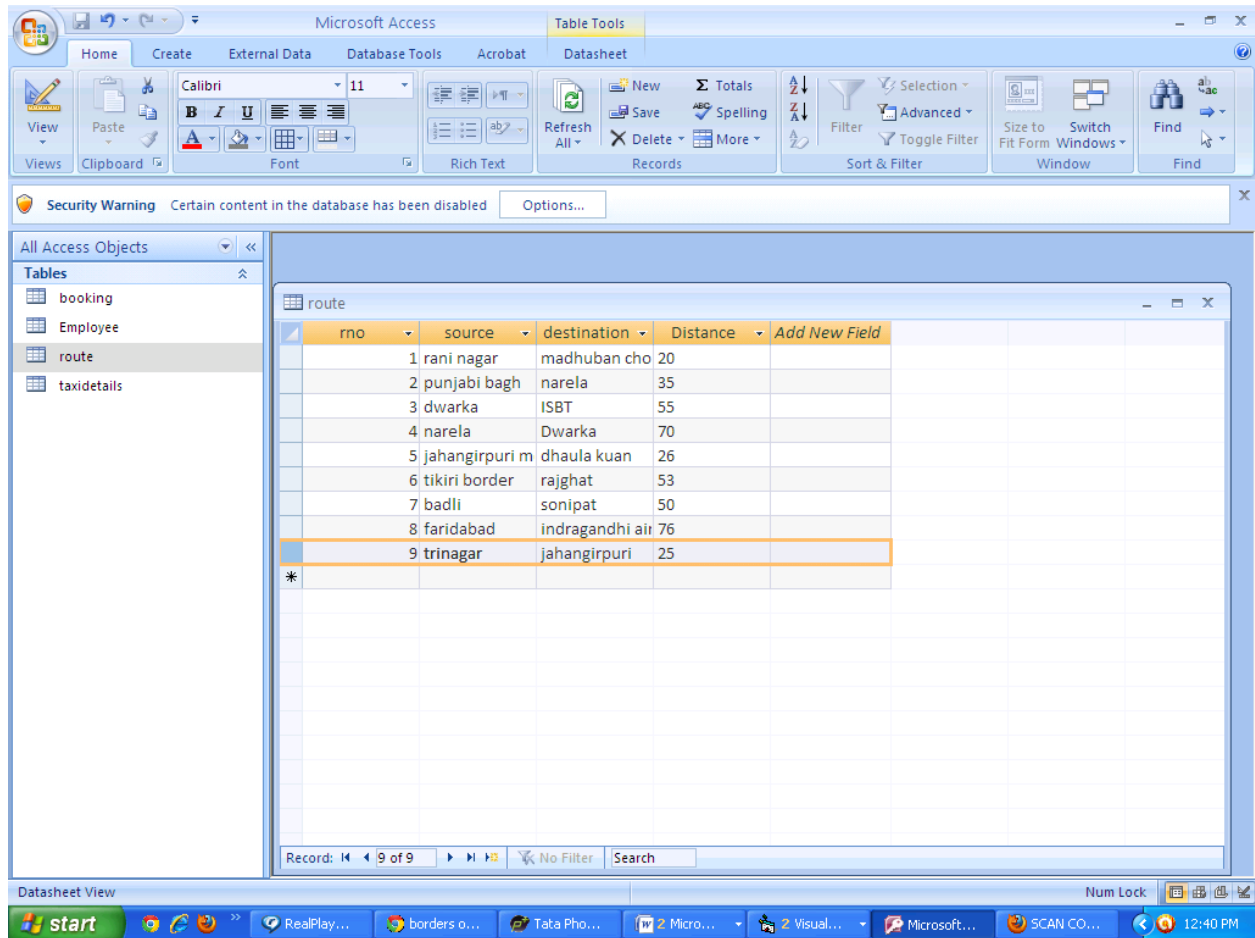 Microsoft Access
Table Tools
Home Create External Data Database Tools Acrobat Datasheet
View
Views
Paste
Clipboard
Calibri 11
B I U
A
Font
Rich Text
Refresh All
New
Save
Delete
Σ Totals
ABC Spelling
More
Records
A Z
Z A
A Z
Filter
Selection
Advanced
Toggle Filter
Sort & Filter
Size to Fit Form
Switch Windows
Window
Find
ab ac
Find
Security Warning Certain content in the database has been disabled Options...
All Access Objects
Tables
booking
Employee
route
taxidetails
route
rno source destination Distance Add New Field
1 rani nagar madhuban cho 20
2 punjabi bagh narela 35
3 dwarka ISBT 55
4 narela Dwarka 70
5 jahangirpuri m dhaula kuan 26
6 tikiri border rajghat 53
7 badli sonipat 50
8 faridabad indragandhi air 76
9 trinagar jahangirpuri 25
Record: 9 of 9 No Filter Search
Datasheet View Num Lock
start RealPlay... borders o... Tata Pho... 2 Micro... 2 Visual... Microsoft... SCAN CO... 12:40 PM